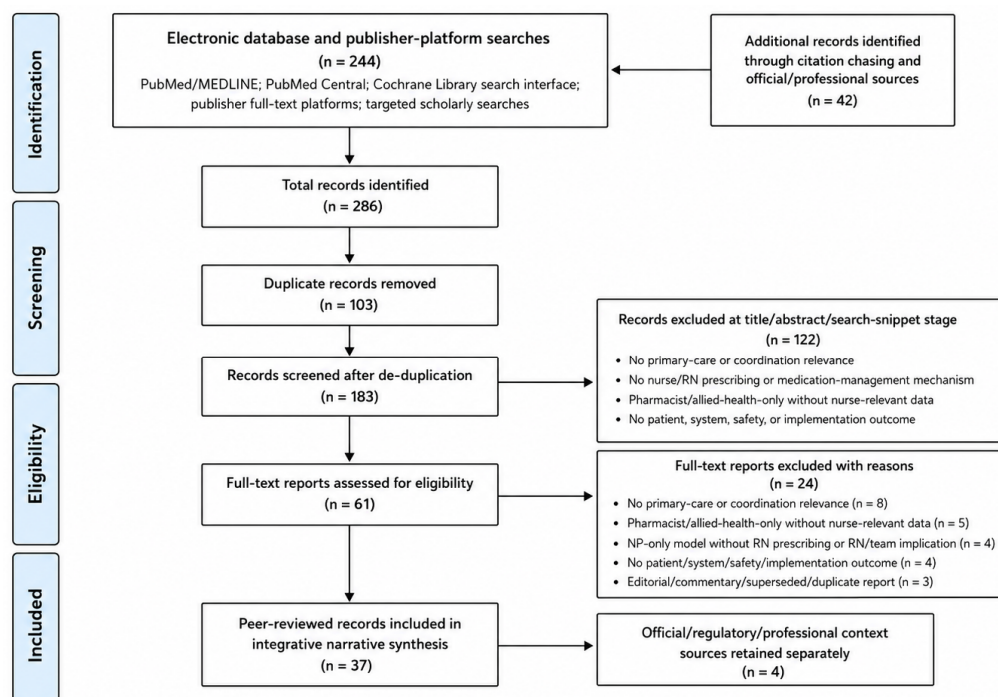 Identification
Electronic database and publisher-platform searches
(n = 244)
PubMed/MEDLINE; PubMed Central; Cochrane Library search interface;
publisher full-text platforms; targeted scholarly searches
Additional records identified
through citation chasing and
official/professional sources
(n = 42)
Total records identified
(n = 286)
Screening
Duplicate records removed
(n = 103)
Records screened after de-duplication
(n = 183)
Records excluded at title/abstract/search-snippet stage
(n = 122)
• No primary-care or coordination relevance
• No nurse/RN prescribing or medication-management mechanism
• Pharmacist/allied-health-only without nurse-relevant data
• No patient, system, safety, or implementation outcome
Eligibility
Full-text reports assessed for eligibility
(n = 61)
Full-text reports excluded with reasons
(n = 24)
• No primary-care or coordination relevance (n = 8)
• Pharmacist/allied-health-only without nurse-relevant data (n = 5)
• NP-only model without RN prescribing or RN/team implication (n = 4)
• No patient/system/safety/implementation outcome (n = 4)
• Editorial/commentary/superseded/duplicate report (n = 3)
Included
Peer-reviewed records included in
integrative narrative synthesis
(n = 37)
Official/regulatory/professional context
sources retained separately
(n = 4)